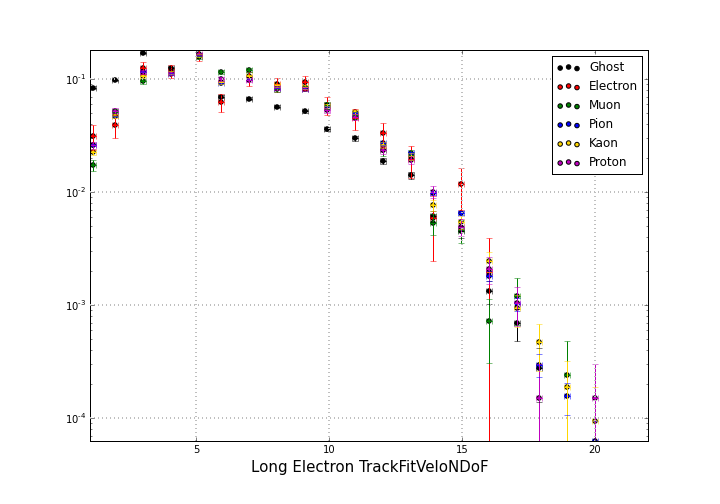 Ghost
Electron
Muon
Pion
Kaon
Proton
10⁻¹
10⁻²
10⁻³
10⁻⁴
5 10 15 20
Long Electron TrackFitVeloNDoF